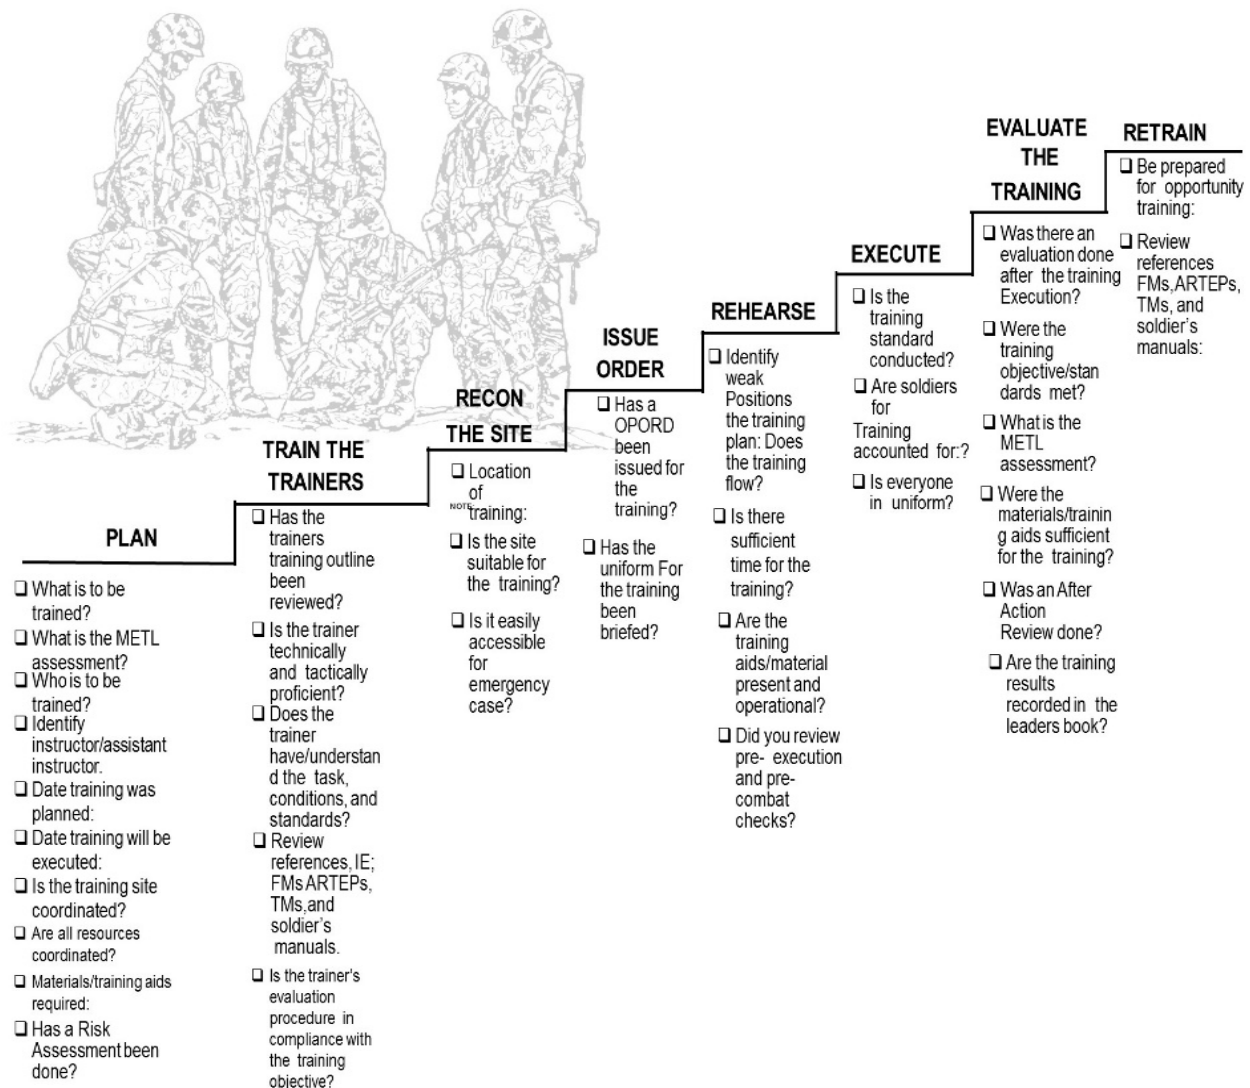 PLAN
❑ What is to be
trained?
❑ What is the METL
assessment?
❑ Who is to be
trained?
❑ Identify
instructor/assistant
instructor.
❑ Date training was
planned:
❑ Date training will be
executed:
❑ Is the training site
coordinated?
❑ Are all resources
coordinated?
❑ Materials/training aids
required:
❑ Has a Risk
Assessment been
done?
TRAIN THE
TRAINERS
❑ Has the
trainers
training outline
been
reviewed?
❑ Is the trainer
technically
and tactically
proficient?
❑ Does the
trainer
have/understan
d the task,
conditions, and
standards?
❑ Review
references, IE;
FMs ARTEPs,
TMs, and
soldier's
manuals.
❑ Is the trainer's
evaluation
procedure in
compliance with
the training
objective?
RECON
THE SITE
❑ Location
of
NOTE:
training:
❑ Is the site
suitable for
the training?
❑ Is it easily
accessible
for
emergency
case?
ISSUE
ORDER
❑ Has a
OPORD
been
issued for
the
training?
❑ Has the
uniform For
the training
been
briefed?
REHEARSE
❑ Identify
weak
Positions
the training
plan: Does
the training
flow?
❑ Is there
sufficient
time for the
training?
❑ Are the
training
aids/material
present and
operational?
❑ Did you review
pre- execution
and pre-
combat
checks?
EXECUTE
❑ Is the
training
standard
conducted?
❑ Are soldiers
for
Training
accounted for:?
❑ Is everyone
in uniform?
EVALUATE
THE
TRAINING
❑ Was there an
evaluation done
after the training
Execution?
❑ Were the
training
objective/stan
dards met?
❑ What is the
METL
assessment?
❑ Were the
materials/trainin
g aids sufficient
for the training?
❑ Was an After
Action
Review done?
❑ Are the training
results
recorded in the
leaders book?
RETRAIN
❑ Be prepared
for opportunity
training:
❑ Review
references
FMs, ARTEPs,
TMs, and
soldier's
manuals: